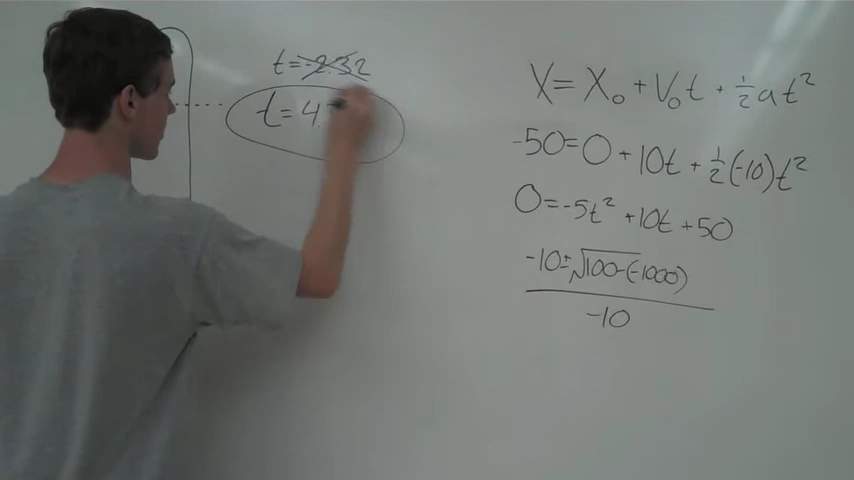 t=-2.32
t=4.
X=X₀+V₀t+½at²
-50=0+10t+½(-10)t²
0=-5t²+10t+50
-10±√100-(-1000)
-10